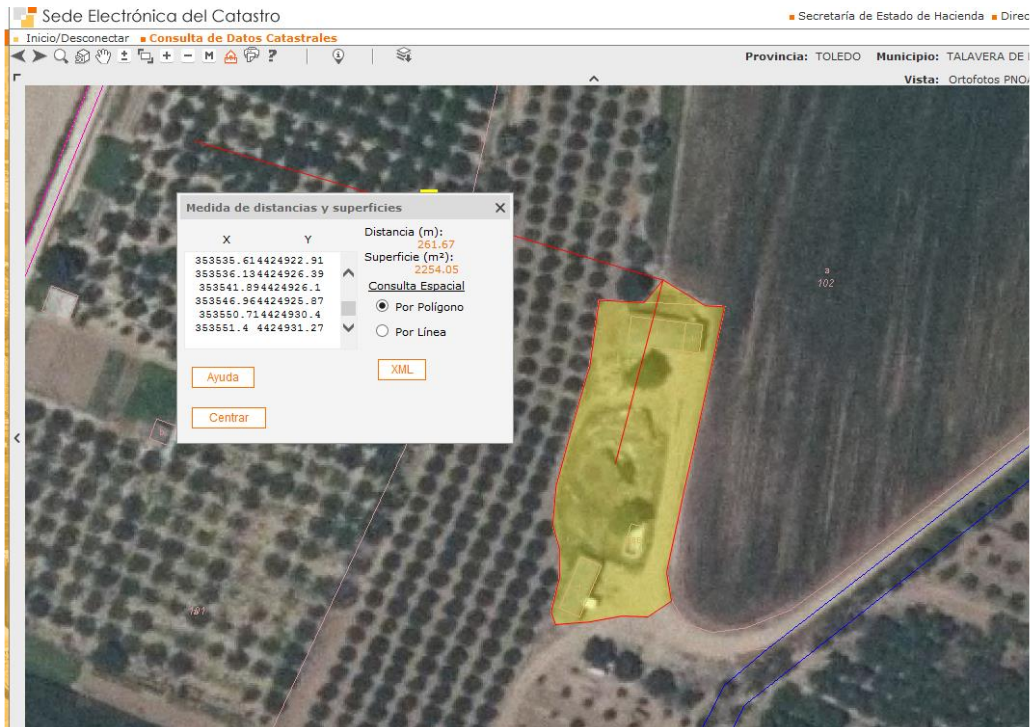 Sede Electrónica del Catastro
Secretaría de Estado de Hacienda Direc
Inicio/Desconectar Consulta de Datos Catastrales
M ?
Provincia: TOLEDO Municipio: TALAVERA DE
Vista: Ortofotos PNOA
Medida de distancias y superficies
X Y
353535.614424922.91
353536.134424926.39
353541.894424926.1
353546.964424925.87
353550.714424930.4
353551.4 4424931.27
Distancia (m):
261.67
Superficie (m²):
2254.05
Consulta Espacial
Por Polígono
Por Línea
Ayuda
XML
Centrar
a
102
b